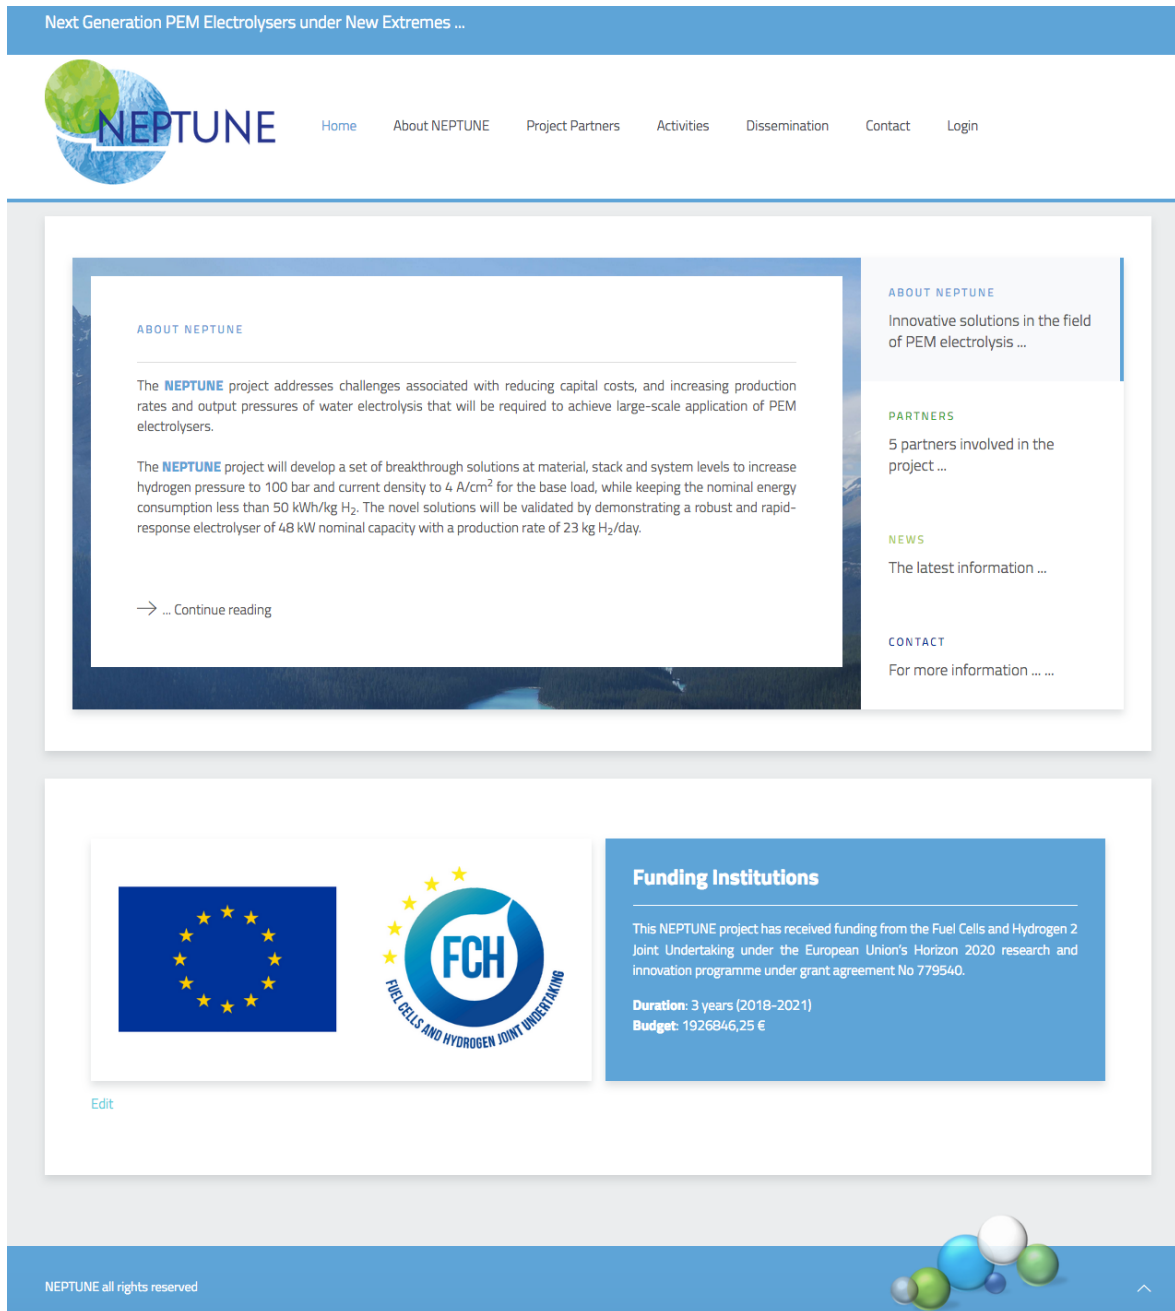 Next Generation PEM Electrolysers under New Extremes ...
NEPTUNE
Home About NEPTUNE Project Partners Activities Dissemination Contact Login
ABOUT NEPTUNE
The NEPTUNE project addresses challenges associated with reducing capital costs, and increasing production
rates and output pressures of water electrolysis that will be required to achieve large-scale application of PEM
electrolysers.
The NEPTUNE project will develop a set of breakthrough solutions at material, stack and system levels to increase
hydrogen pressure to 100 bar and current density to 4 A/cm² for the base load, while keeping the nominal energy
consumption less than 50 kWh/kg H₂. The novel solutions will be validated by demonstrating a robust and rapid-
response electrolyser of 48 kW nominal capacity with a production rate of 23 kg H₂/day.
→ ... Continue reading
ABOUT NEPTUNE
Innovative solutions in the field
of PEM electrolysis ...
PARTNERS
5 partners involved in the
project ...
NEWS
The latest information ...
CONTACT
For more information ... ...
FCH
FUEL CELLS AND HYDROGEN JOINT UNDERTAKING
Funding Institutions
This NEPTUNE project has received funding from the Fuel Cells and Hydrogen 2
Joint Undertaking under the European Union's Horizon 2020 research and
innovation programme under grant agreement No 779540.
Duration: 3 years (2018-2021)
Budget: 1926846,25 €
Edit
NEPTUNE all rights reserved